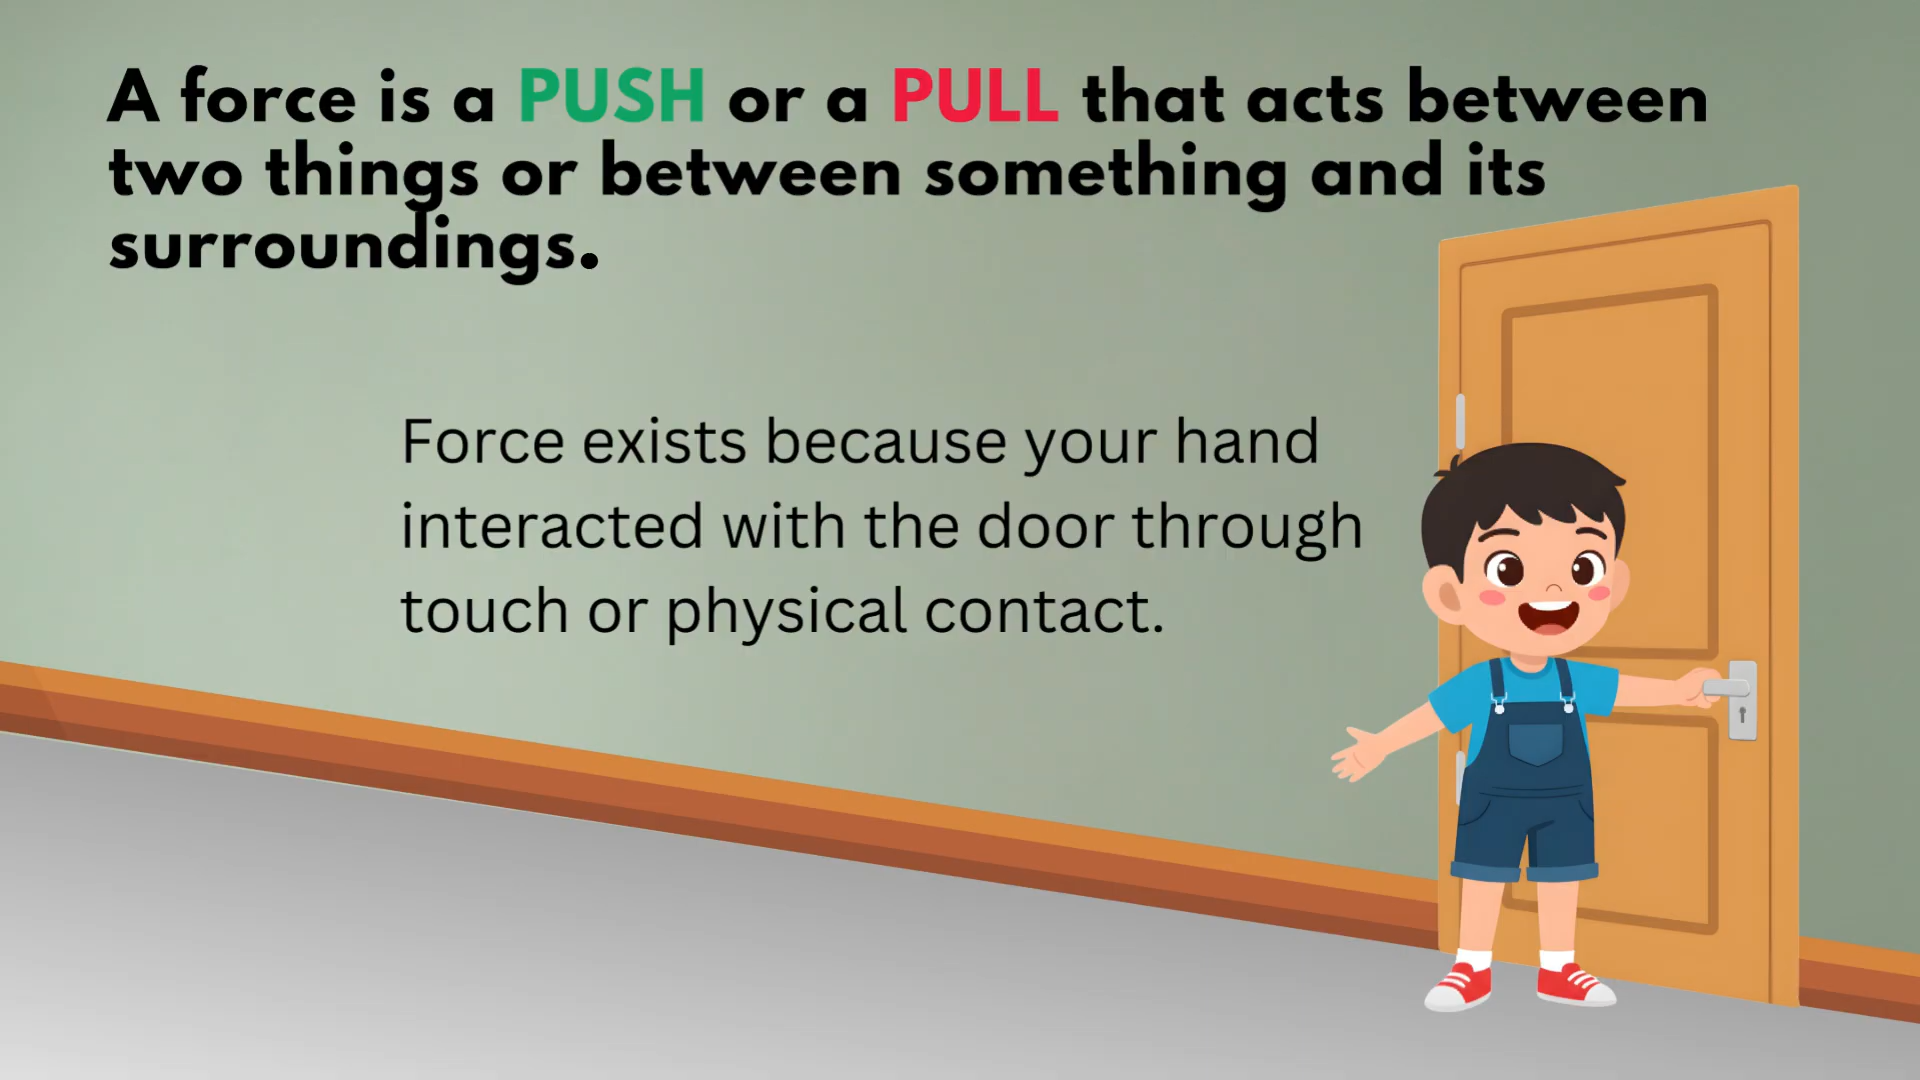 A force is a PUSH or a PULL that acts between
two things or between something and its
surroundings.
Force exists because your hand
interacted with the door through
touch or physical contact.